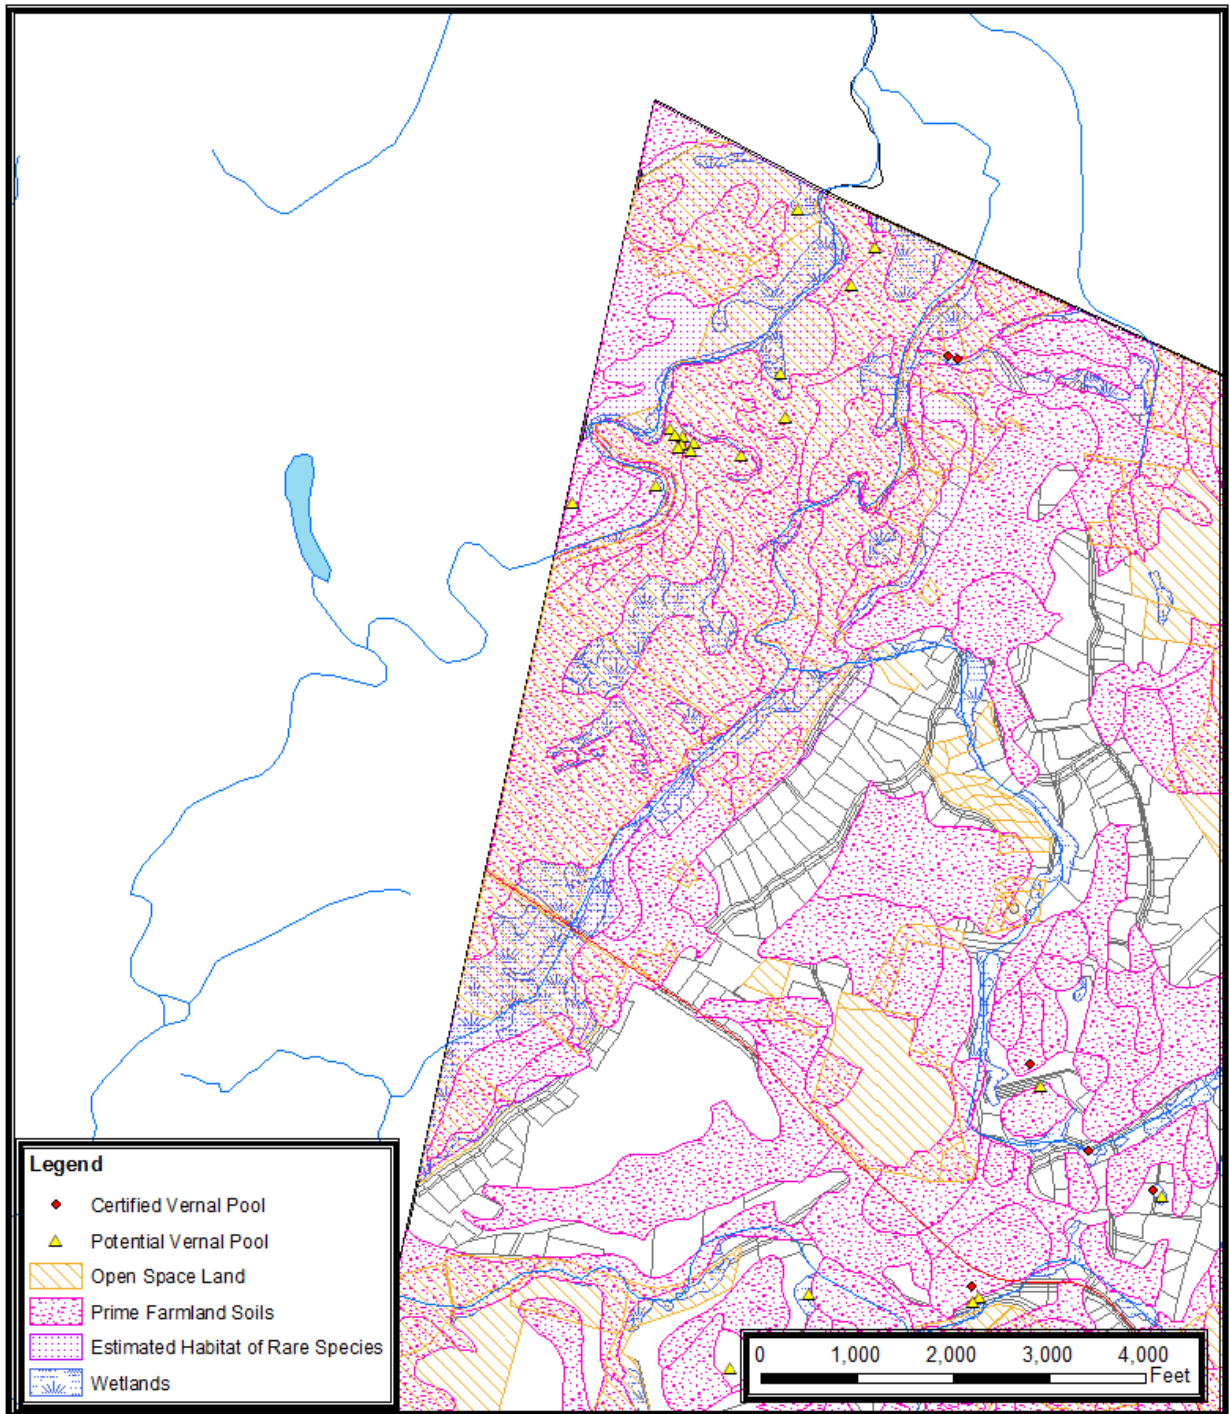 Legend
Certified Vernal Pool
Potential Vernal Pool
Open Space Land
Prime Farmland Soils
Estimated Habitat of Rare Species
Wetlands
0 1,000 2,000 3,000 4,000
Feet